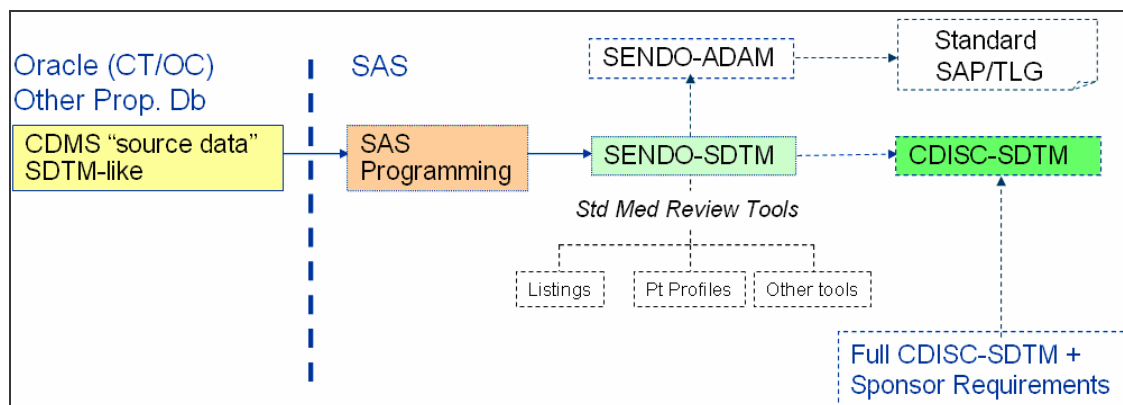 Oracle (CT/OC)
Other Prop. Db
SAS
SENDO-ADAM
Standard
SAP/TLG
CDMS “source data”
SDTM-like
SAS
Programming
SENDO-SDTM
CDISC-SDTM
Std Med Review Tools
Listings
Pt Profiles
Other tools
Full CDISC-SDTM +
Sponsor Requirements